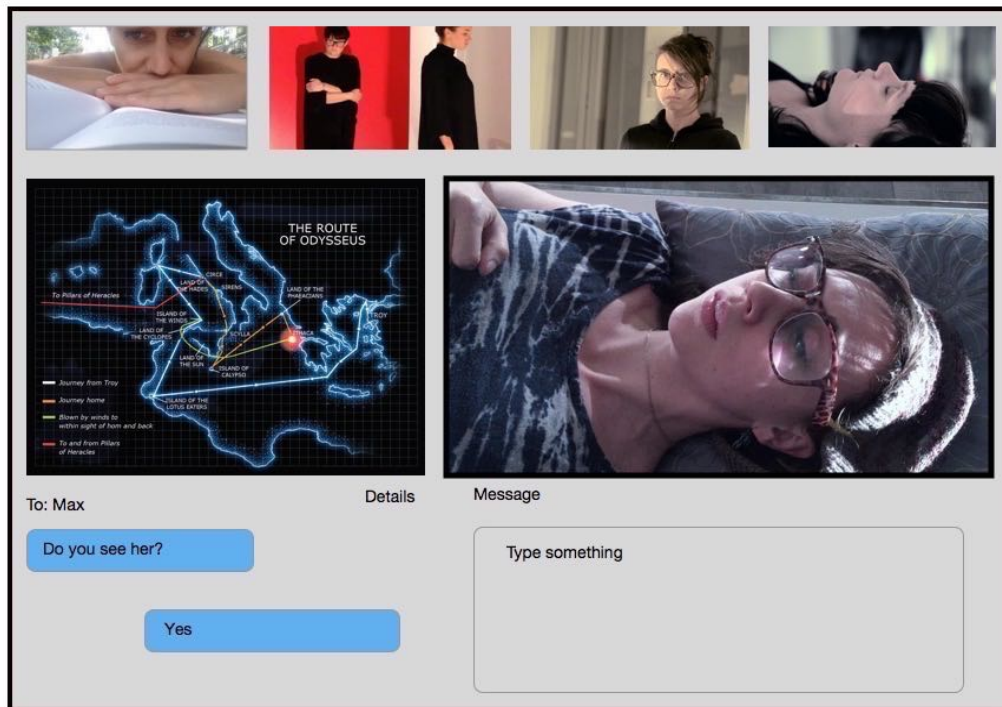 THE ROUTE
OF ODYSSEUS
CIRCE
LAND OF
THE HADES
SIRENS
LAND OF THE
PHAEACIANS
To Pillars of Heracles
ISLAND OF
THE WINDS
TROY
LAND OF
THE CYCLOPES
SCYLLA
ITHACA
LAND OF
THE SUN
ISLAND OF
CALYPSO
Journey from Troy
Journey home
ISLAND OF THE
LOTUS EATERS
Blown by winds to
within sight of hom and back
To and from Pillars
of Heracles
To: Max
Details
Message
Do you see her?
Type something
Yes